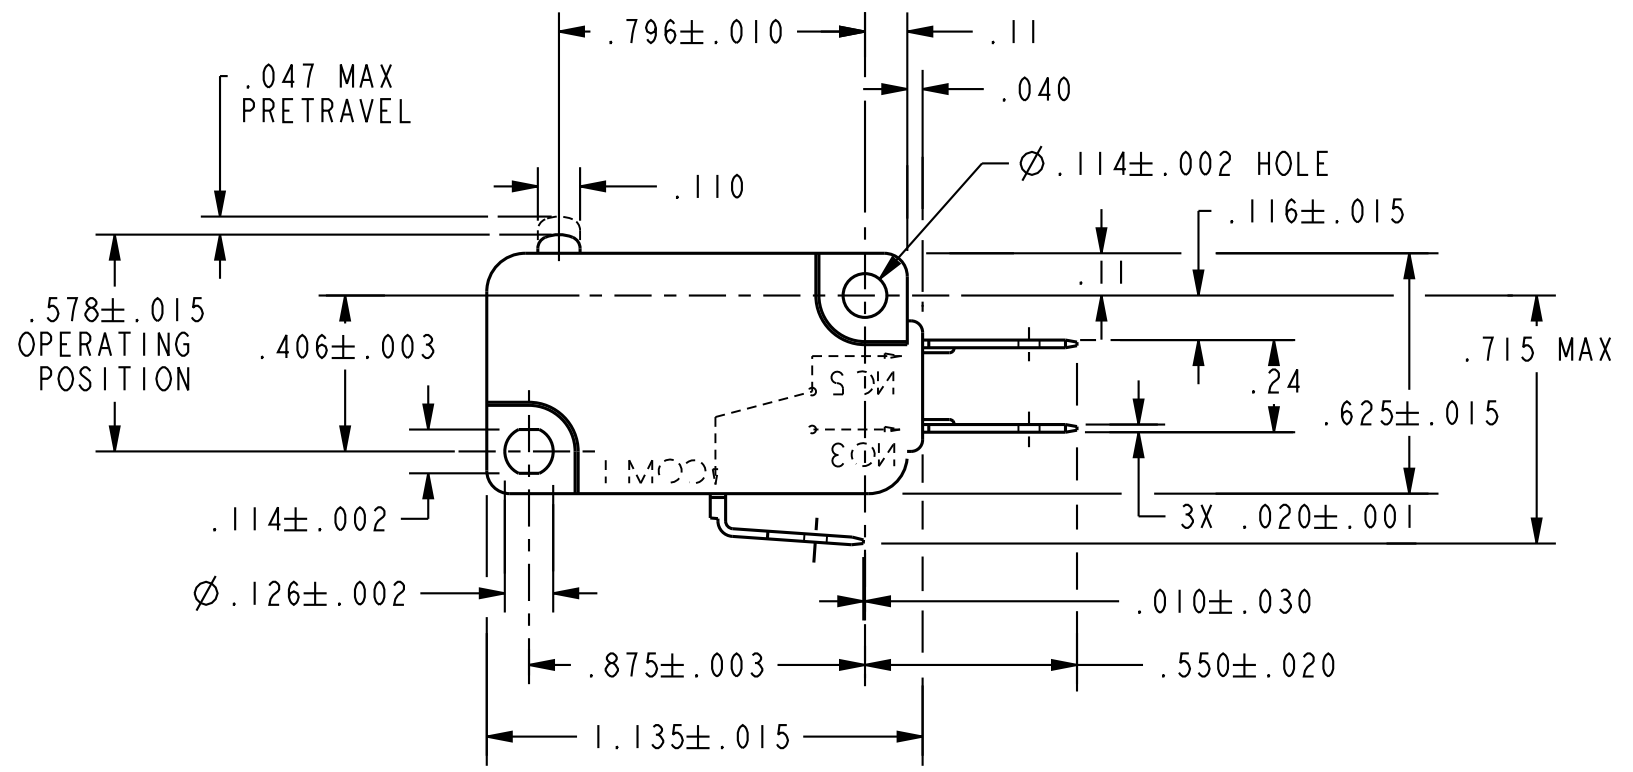 .796±.010
.11
.047 MAX
PRETRAVEL
.040
Ø.114±.002 HOLE
.110
.116±.015
.11
.578±.015
OPERATING
POSITION
.406±.003
.715 MAX
NC 2
.24
.625±.015
NO3
COM 1
.114±.002
3X .020±.001
Ø.126±.002
.010±.030
.875±.003
.550±.020
1.135±.015